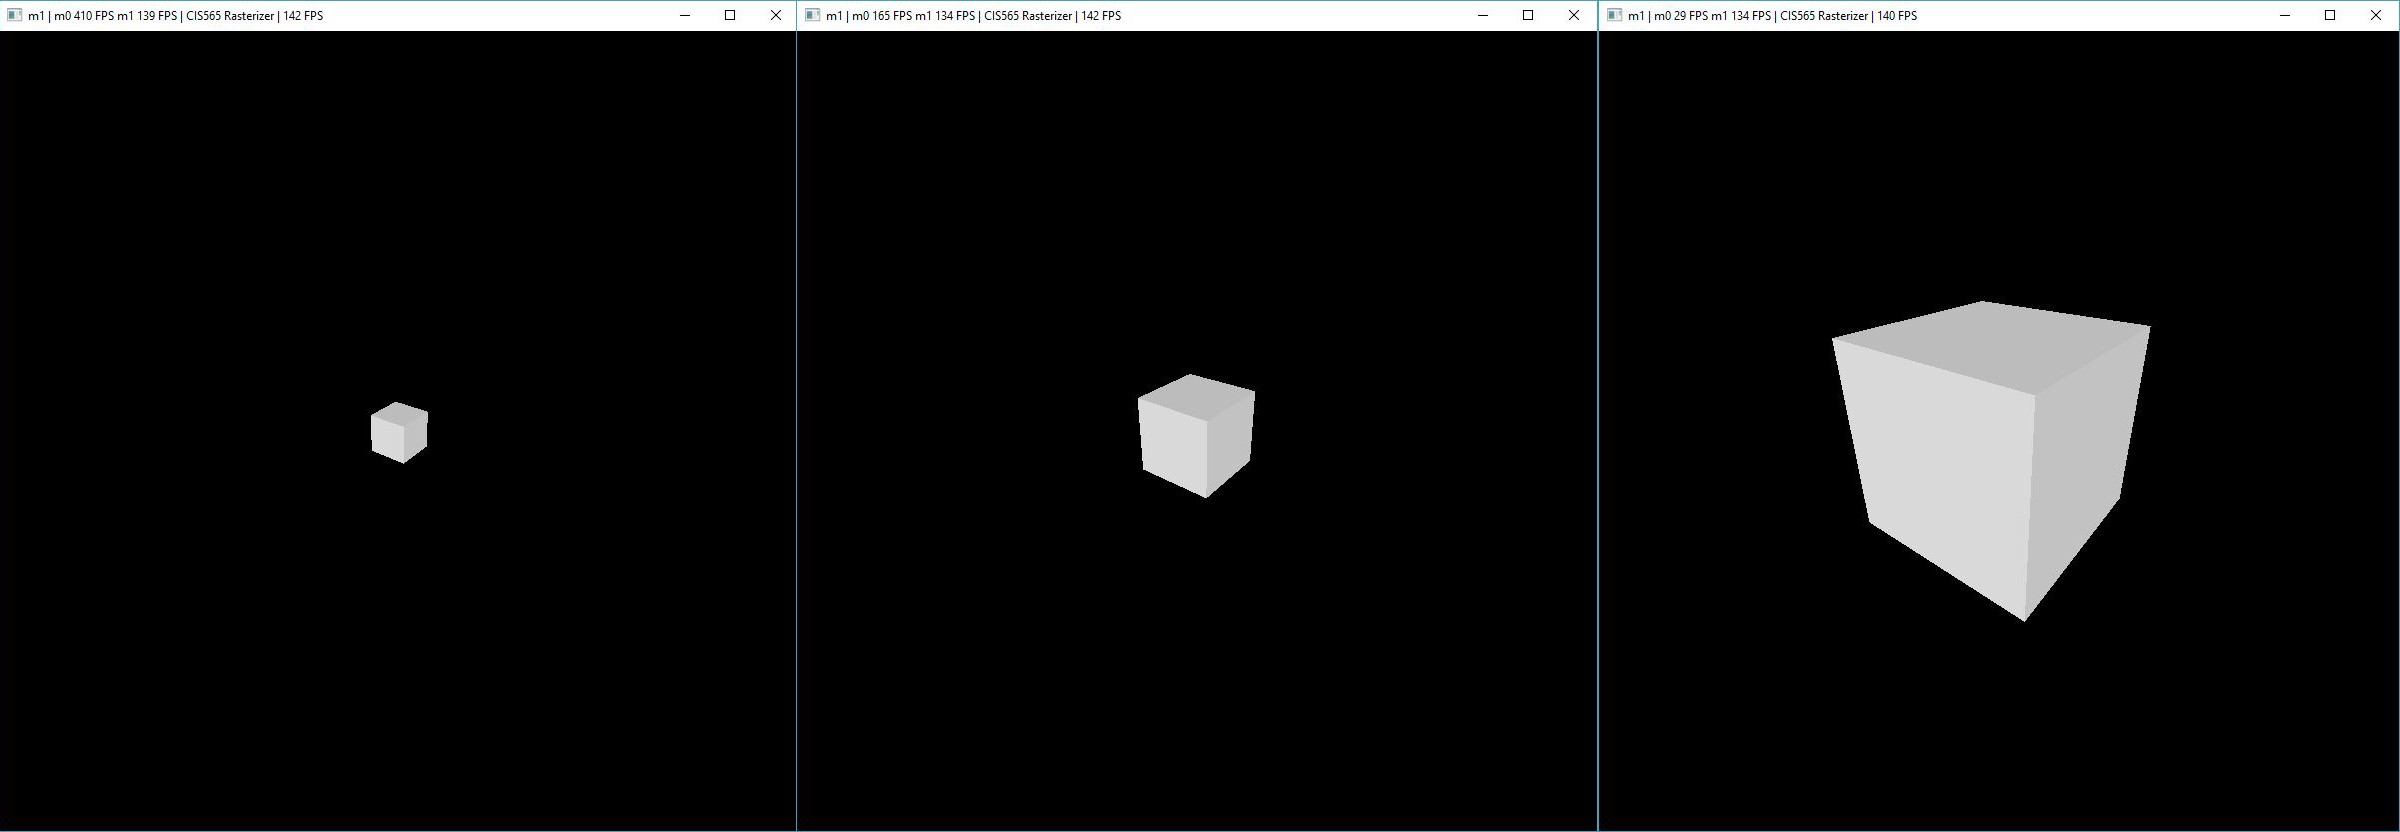 m1 | m0 410 FPS m1 139 FPS | CIS565 Rasterizer | 142 FPS
m1 | m0 165 FPS m1 134 FPS | CIS565 Rasterizer | 142 FPS
m1 | m0 29 FPS m1 134 FPS | CIS565 Rasterizer | 140 FPS